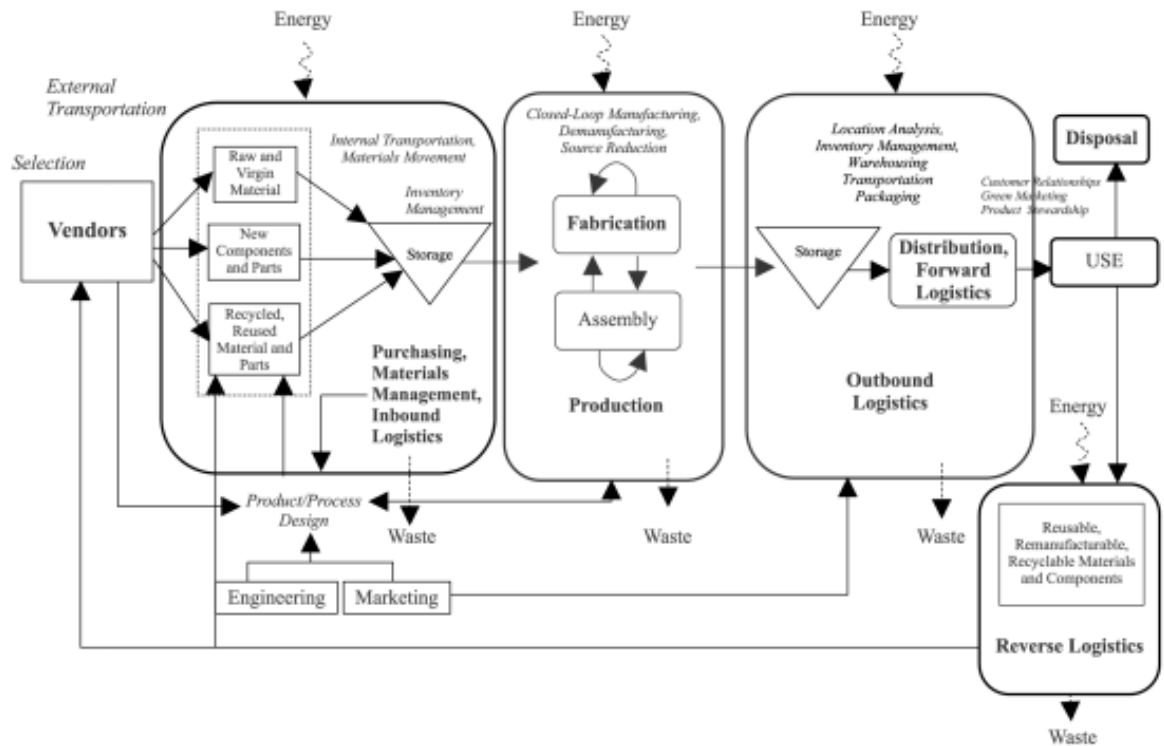 Energy
Energy
Energy
External
Transportation
Selection
Vendors
Raw and
Virgin
Material
New
Components
and Parts
Recycled,
Reused
Material and
Parts
Internal Transportation,
Materials Movement
Inventory
Management
Storage
Purchasing,
Materials
Management,
Inbound
Logistics
Closed-Loop Manufacturing,
Demanufacturing,
Source Reduction
Fabrication
Assembly
Production
Location Analysis,
Inventory Management,
Warehousing
Transportation
Packaging
Storage
Distribution,
Forward
Logistics
Outbound
Logistics
Customer Relationships
Green Marketing
Product Stewardship
Disposal
USE
Energy
Product/Process
Design
Waste
Waste
Waste
Engineering
Marketing
Reusable,
Remanufacturable,
Recyclable Materials
and Components
Reverse Logistics
Waste